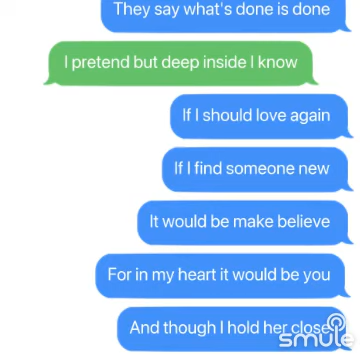 They say what's done is done
I pretend but deep inside I know
If I should love again
If I find someone new
It would be make believe
For in my heart it would be you
And though I hold her close
smule